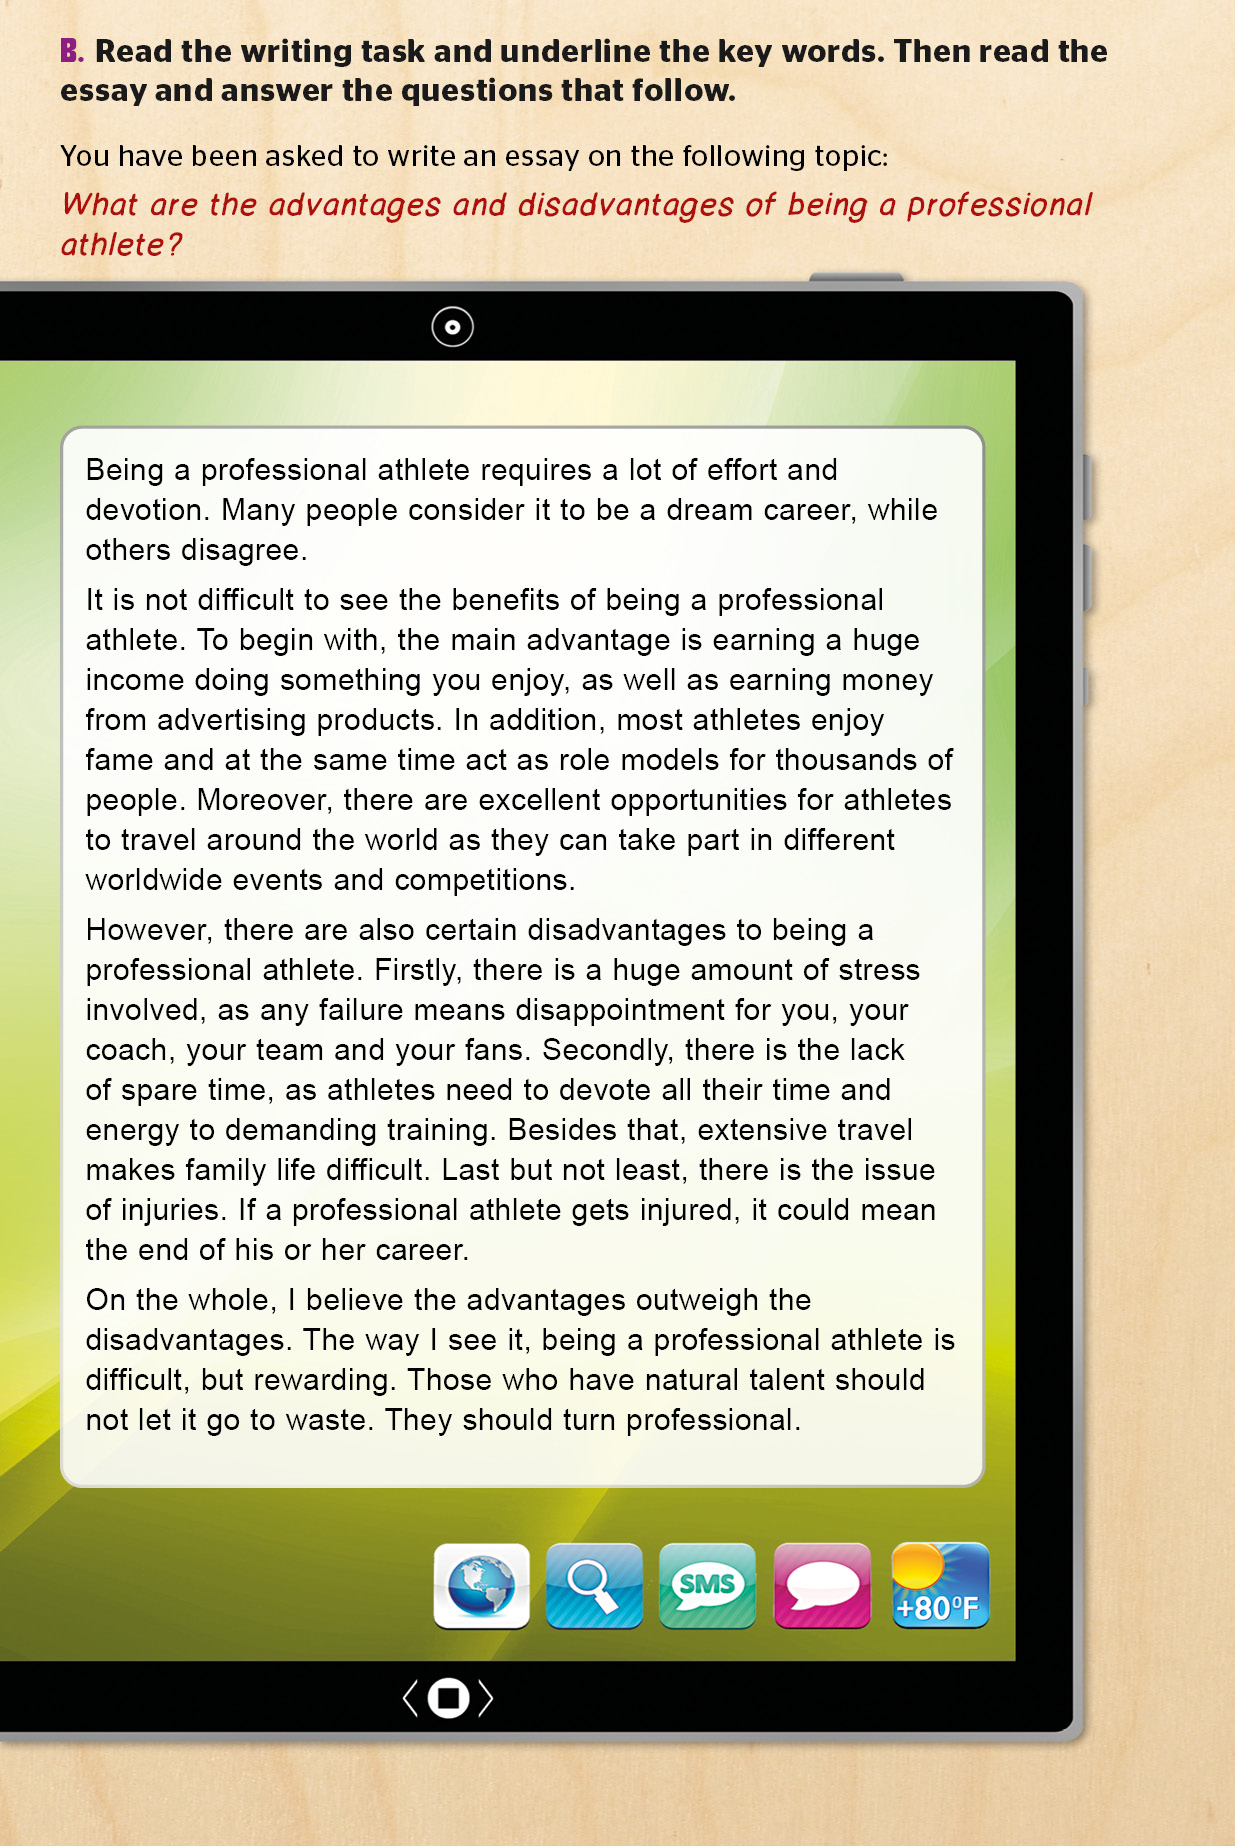 B. Read the writing task and underline the key words. Then read the
essay and answer the questions that follow.
You have been asked to write an essay on the following topic:
What are the advantages and disadvantages of being a professional
athlete?
Being a professional athlete requires a lot of effort and
devotion. Many people consider it to be a dream career, while
others disagree.
It is not difficult to see the benefits of being a professional
athlete. To begin with, the main advantage is earning a huge
income doing something you enjoy, as well as earning money
from advertising products. In addition, most athletes enjoy
fame and at the same time act as role models for thousands of
people. Moreover, there are excellent opportunities for athletes
to travel around the world as they can take part in different
worldwide events and competitions.
However, there are also certain disadvantages to being a
professional athlete. Firstly, there is a huge amount of stress
involved, as any failure means disappointment for you, your
coach, your team and your fans. Secondly, there is the lack
of spare time, as athletes need to devote all their time and
energy to demanding training. Besides that, extensive travel
makes family life difficult. Last but not least, there is the issue
of injuries. If a professional athlete gets injured, it could mean
the end of his or her career.
On the whole, I believe the advantages outweigh the
disadvantages. The way I see it, being a professional athlete is
difficult, but rewarding. Those who have natural talent should
not let it go to waste. They should turn professional.
SMS
+80°F